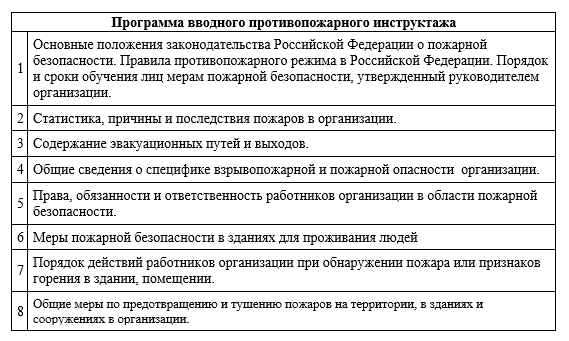 Программа вводного противопожарного инструктажа
1 Основные положения законодательства Российской Федерации о пожарной
безопасности. Правила противопожарного режима в Российской Федерации. Порядок
и сроки обучения лиц мерам пожарной безопасности, утвержденный руководителем
организации.
2 Статистика, причины и последствия пожаров в организации.
3 Содержание эвакуационных путей и выходов.
4 Общие сведения о специфике взрывопожарной и пожарной опасности организации.
5 Права, обязанности и ответственность работников организации в области пожарной
безопасности.
6 Меры пожарной безопасности в зданиях для проживания людей
7 Порядок действий работников организации при обнаружении пожара или признаков
горения в здании, помещении.
8 Общие меры по предотвращению и тушению пожаров на территории, в зданиях и
сооружениях в организации.